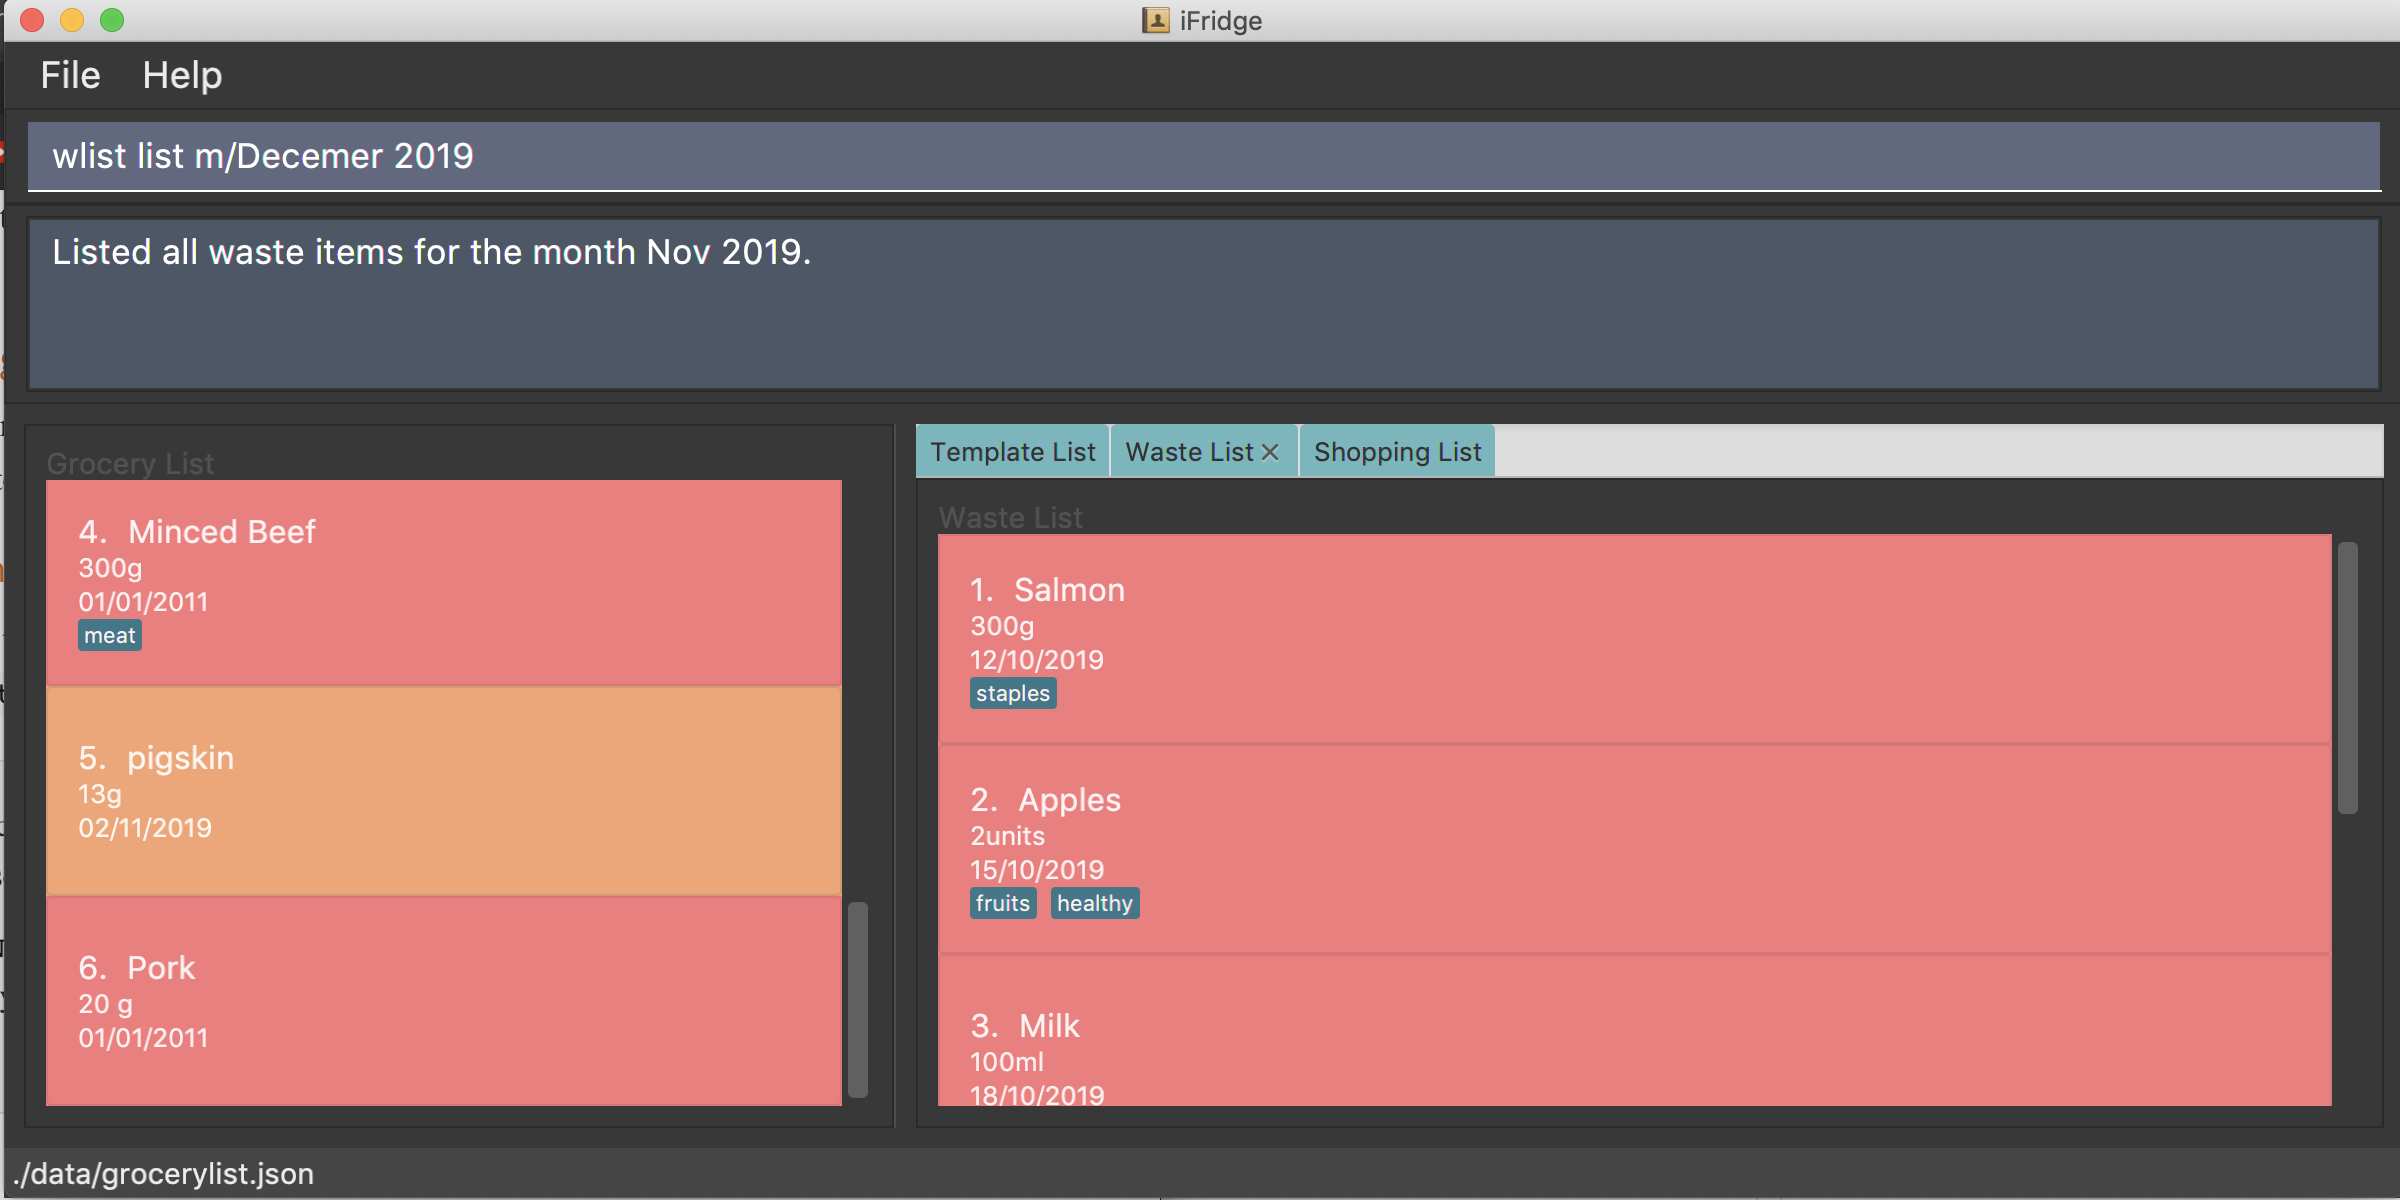 iFridge
File Help
wlist list m/Decemer 2019
Listed all waste items for the month Nov 2019.
Grocery List
4. Minced Beef
300g
01/01/2011
meat
5. pigskin
13g
02/11/2019
6. Pork
20 g
01/01/2011
Template List Waste List Shopping List
Waste List
1. Salmon
300g
12/10/2019
staples
2. Apples
2units
15/10/2019
fruits healthy
3. Milk
100ml
18/10/2019
./data/grocerylist.json